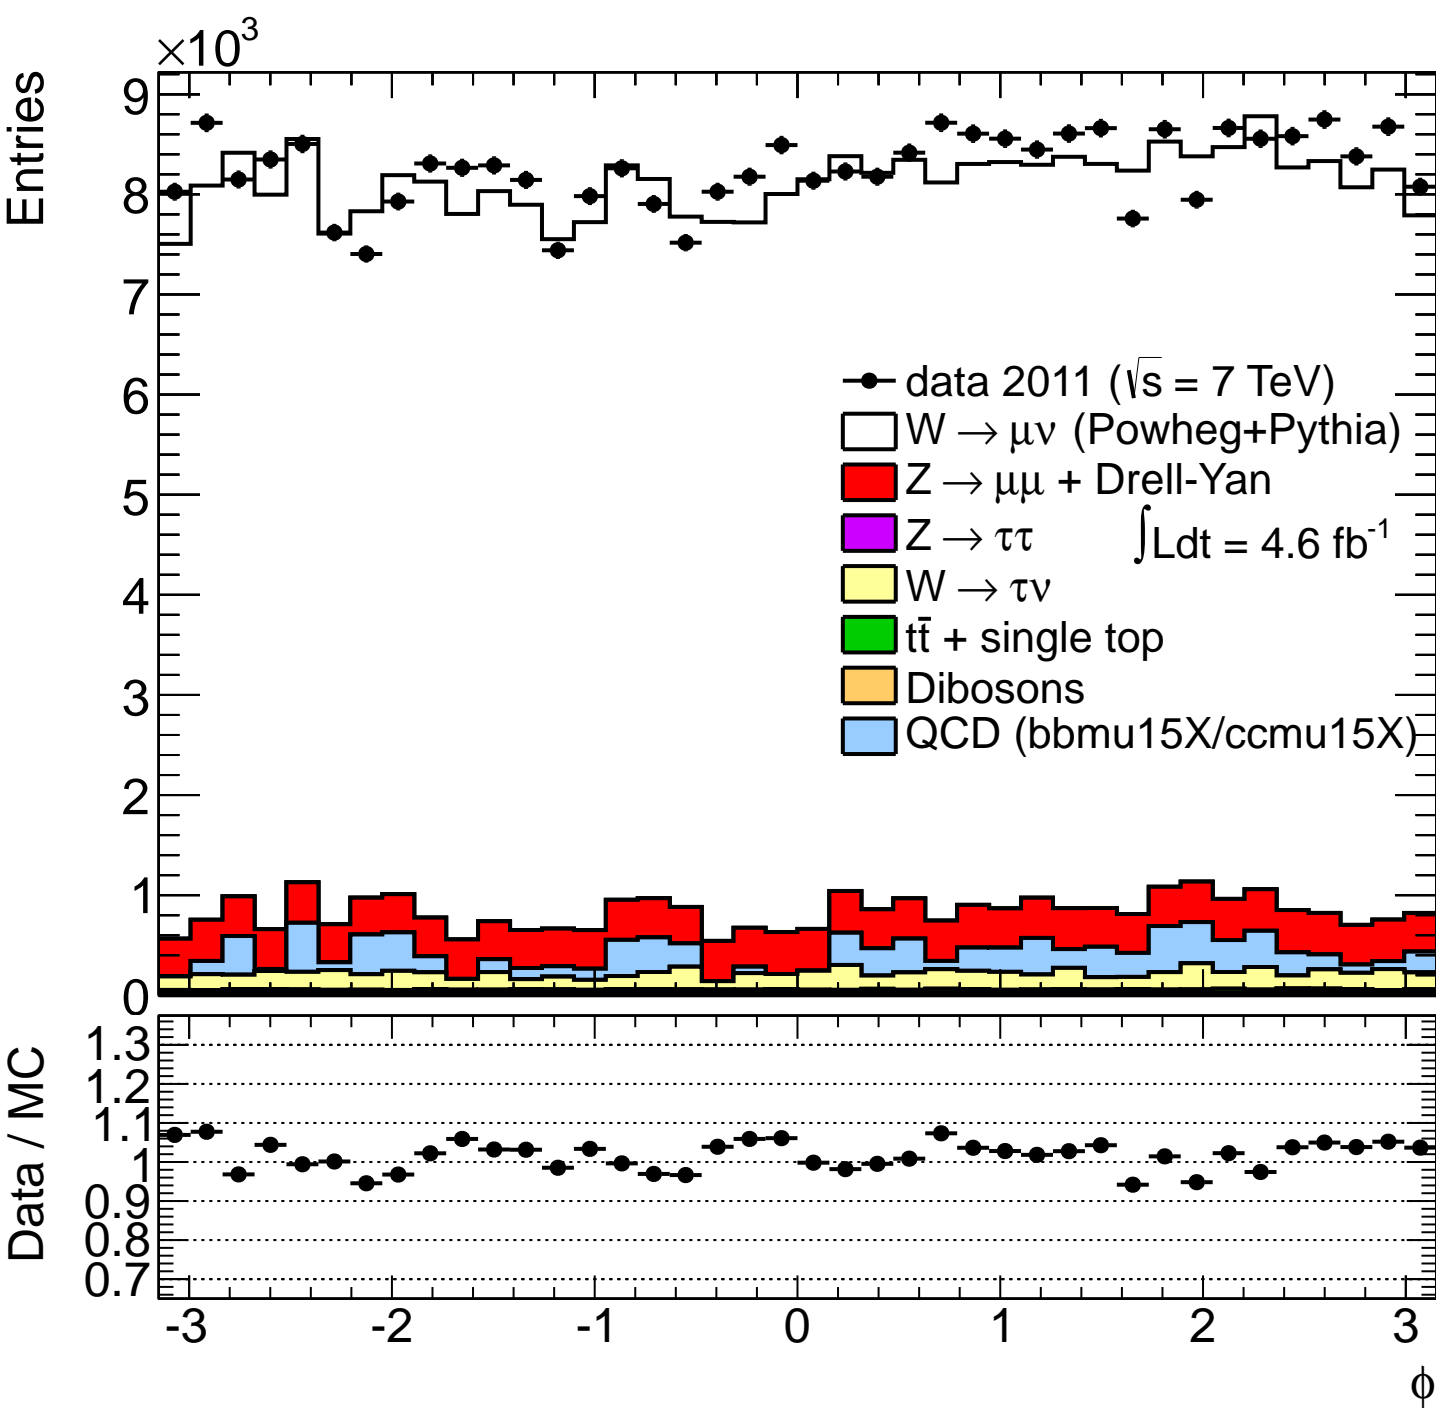 ×10³
Entries
9
8
7
6
5
4
3
2
1
0
data 2011 (√s = 7 TeV)
W → μν (Powheg+Pythia)
Z → μμ + Drell-Yan
Z → ττ
∫Ldt = 4.6 fb⁻¹
W → τν
tt̄ + single top
Dibosons
QCD (bbmu15X/ccmu15X)
Data / MC
1.3
1.2
1.1
1
0.9
0.8
0.7
-3 -2 -1 0 1 2 3
ϕ